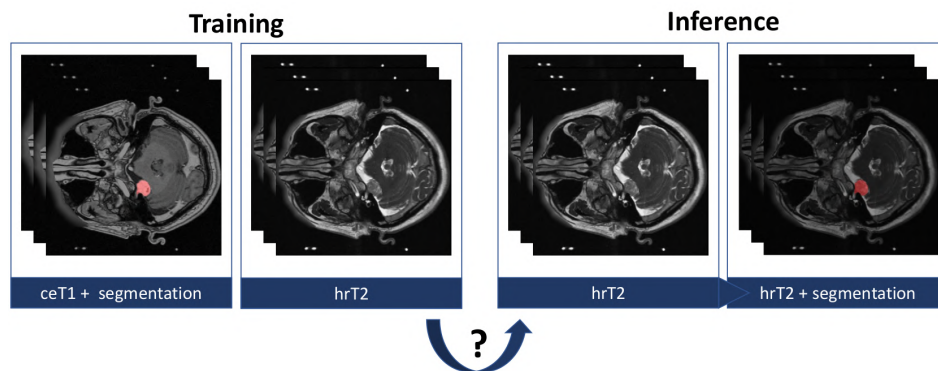 Training
Inference
ceT1 + segmentation
hrT2
hrT2
hrT2 + segmentation
?